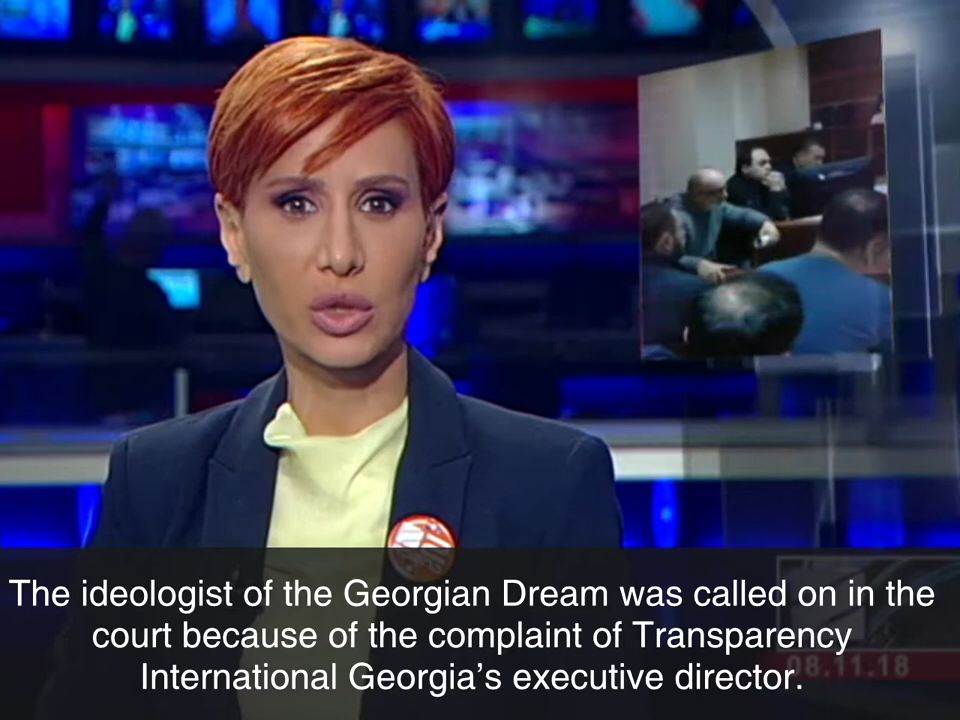 The ideologist of the Georgian Dream was called on in the
court because of the complaint of Transparency
International Georgia’s executive director.
08.11.18